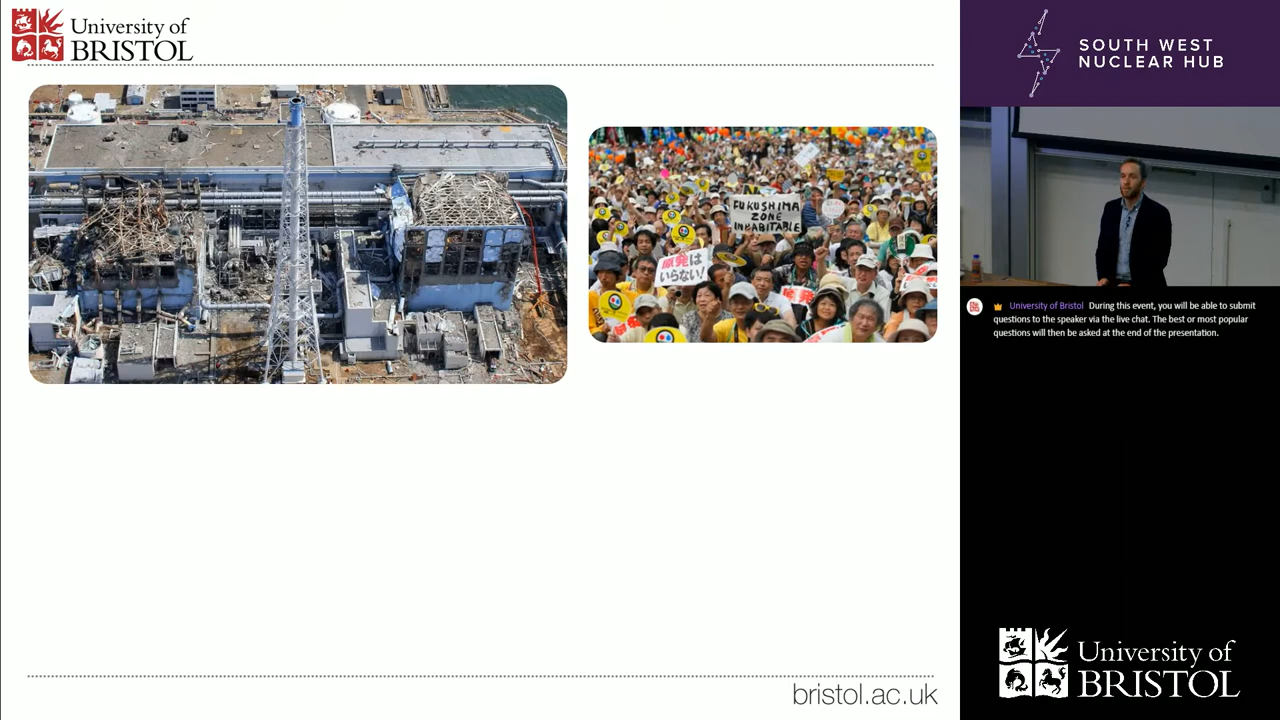 University of
BRISTOL
FUKUSHIMA
ZONE
INHABITABLE
原発は
いらない!
bristol.ac.uk
SOUTH WEST
NUCLEAR HUB
University of Bristol During this event, you will be able to submit
questions to the speaker via the live chat. The best or most popular
questions will then be asked at the end of the presentation.
University of
BRISTOL